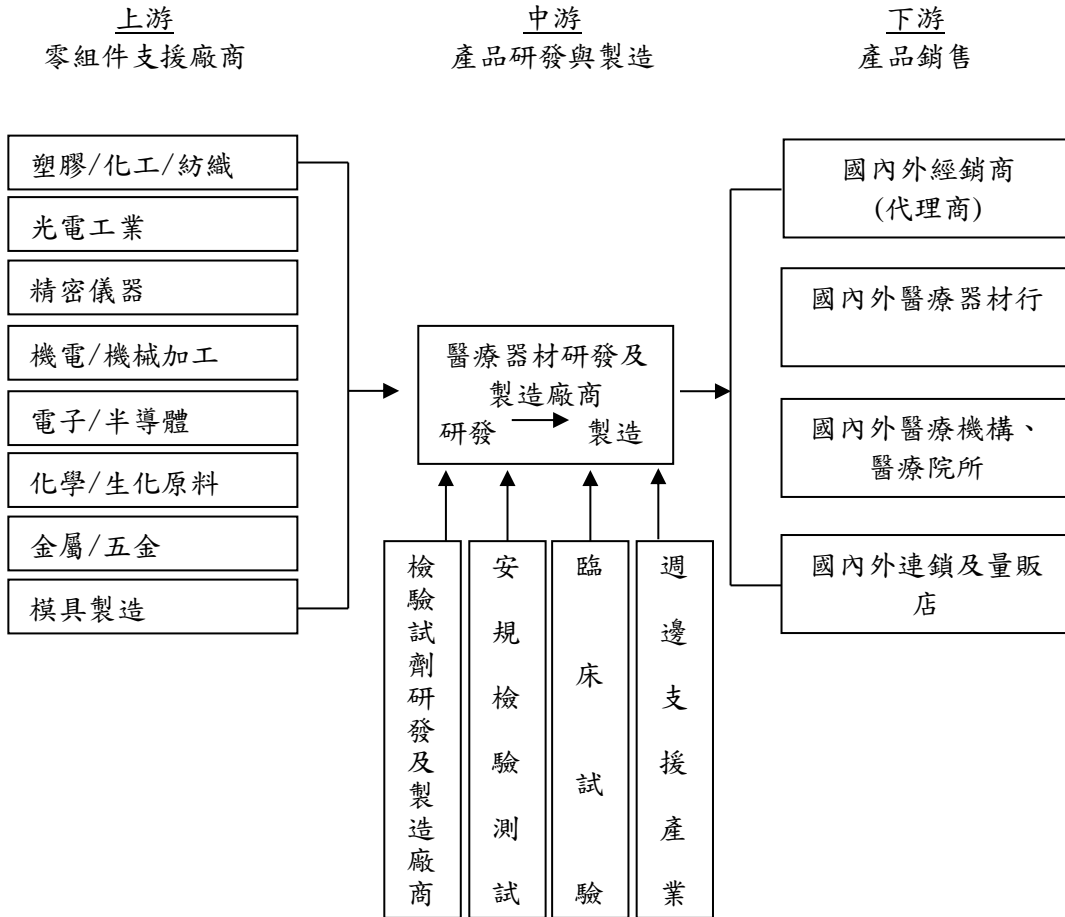 上游
零組件支援廠商
中游
產品研發與製造
下游
產品銷售
塑膠/化工/紡織
光電工業
精密儀器
機電/機械加工
電子/半導體
化學/生化原料
金屬/五金
模具製造
醫療器材研發及
製造廠商
研發
製造
檢驗試劑研發及製造廠商
安規檢驗測試
臨床試驗
週邊支援產業
國內外經銷商
(代理商)
國內外醫療器材行
國內外醫療機構、
醫療院所
國內外連鎖及量販
店